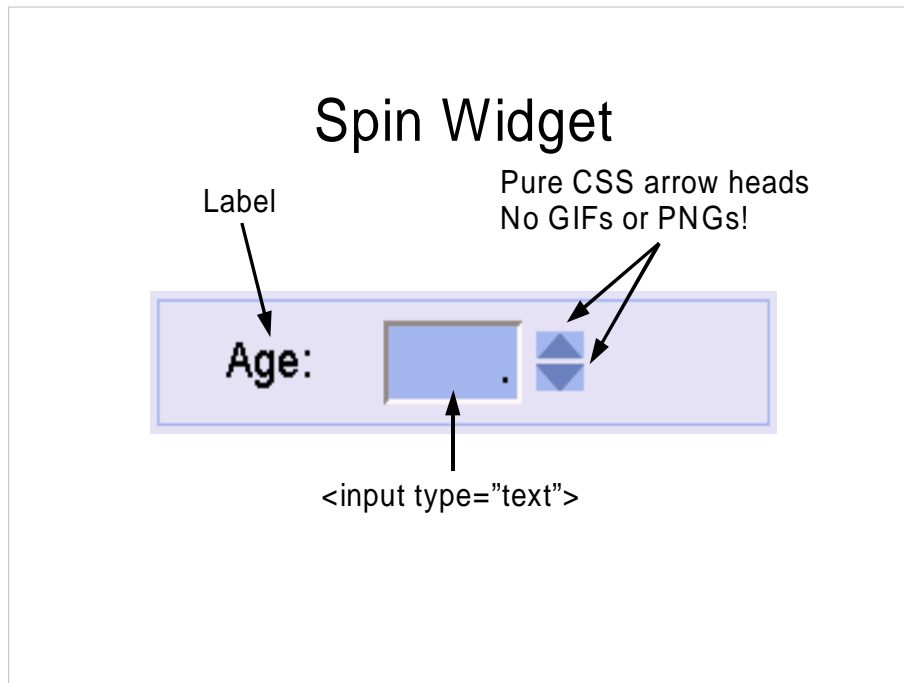 Spin Widget
Label
Pure CSS arrow heads
No GIFs or PNGs!
Age:
.
<input type=”text”>